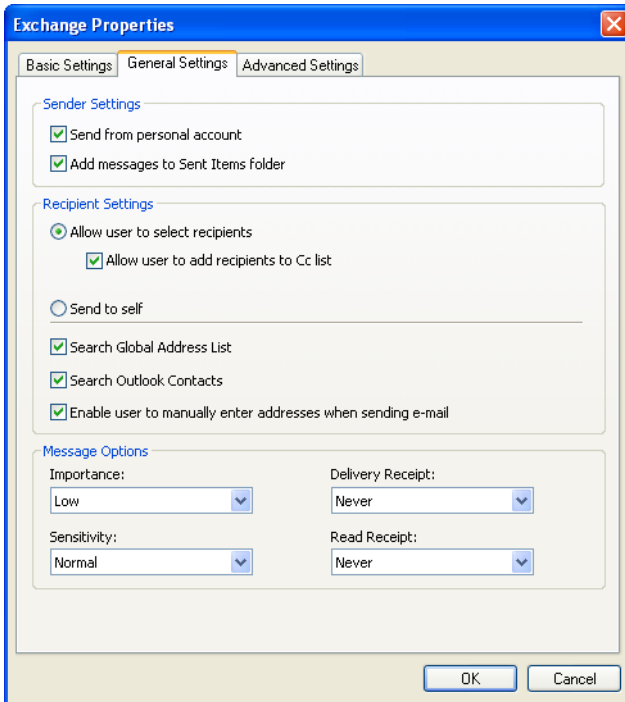 Exchange Properties
Basic Settings General Settings Advanced Settings
Sender Settings
Send from personal account
Add messages to Sent Items folder
Recipient Settings
Allow user to select recipients
Allow user to add recipients to Cc list
Send to self
Search Global Address List
Search Outlook Contacts
Enable user to manually enter addresses when sending e-mail
Message Options
Importance: Delivery Receipt:
Low Never
Sensitivity: Read Receipt:
Normal Never
OK Cancel